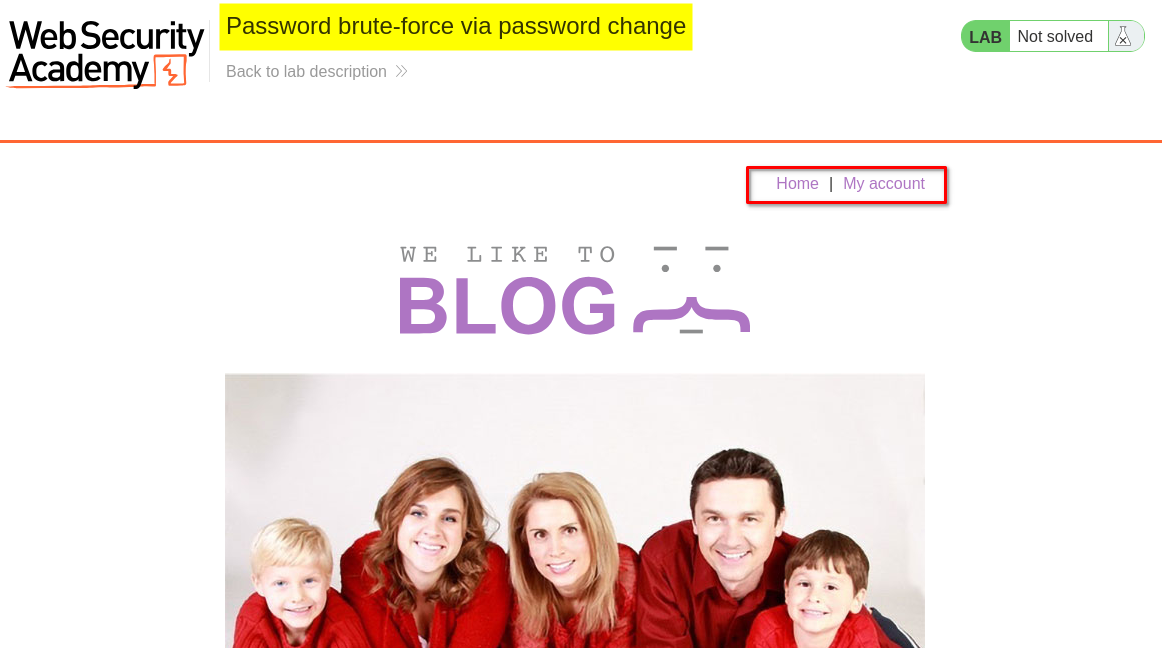 Web Security
Academy
Password brute-force via password change
Back to lab description
LAB Not solved
Home | My account
WE LIKE TO
BLOG